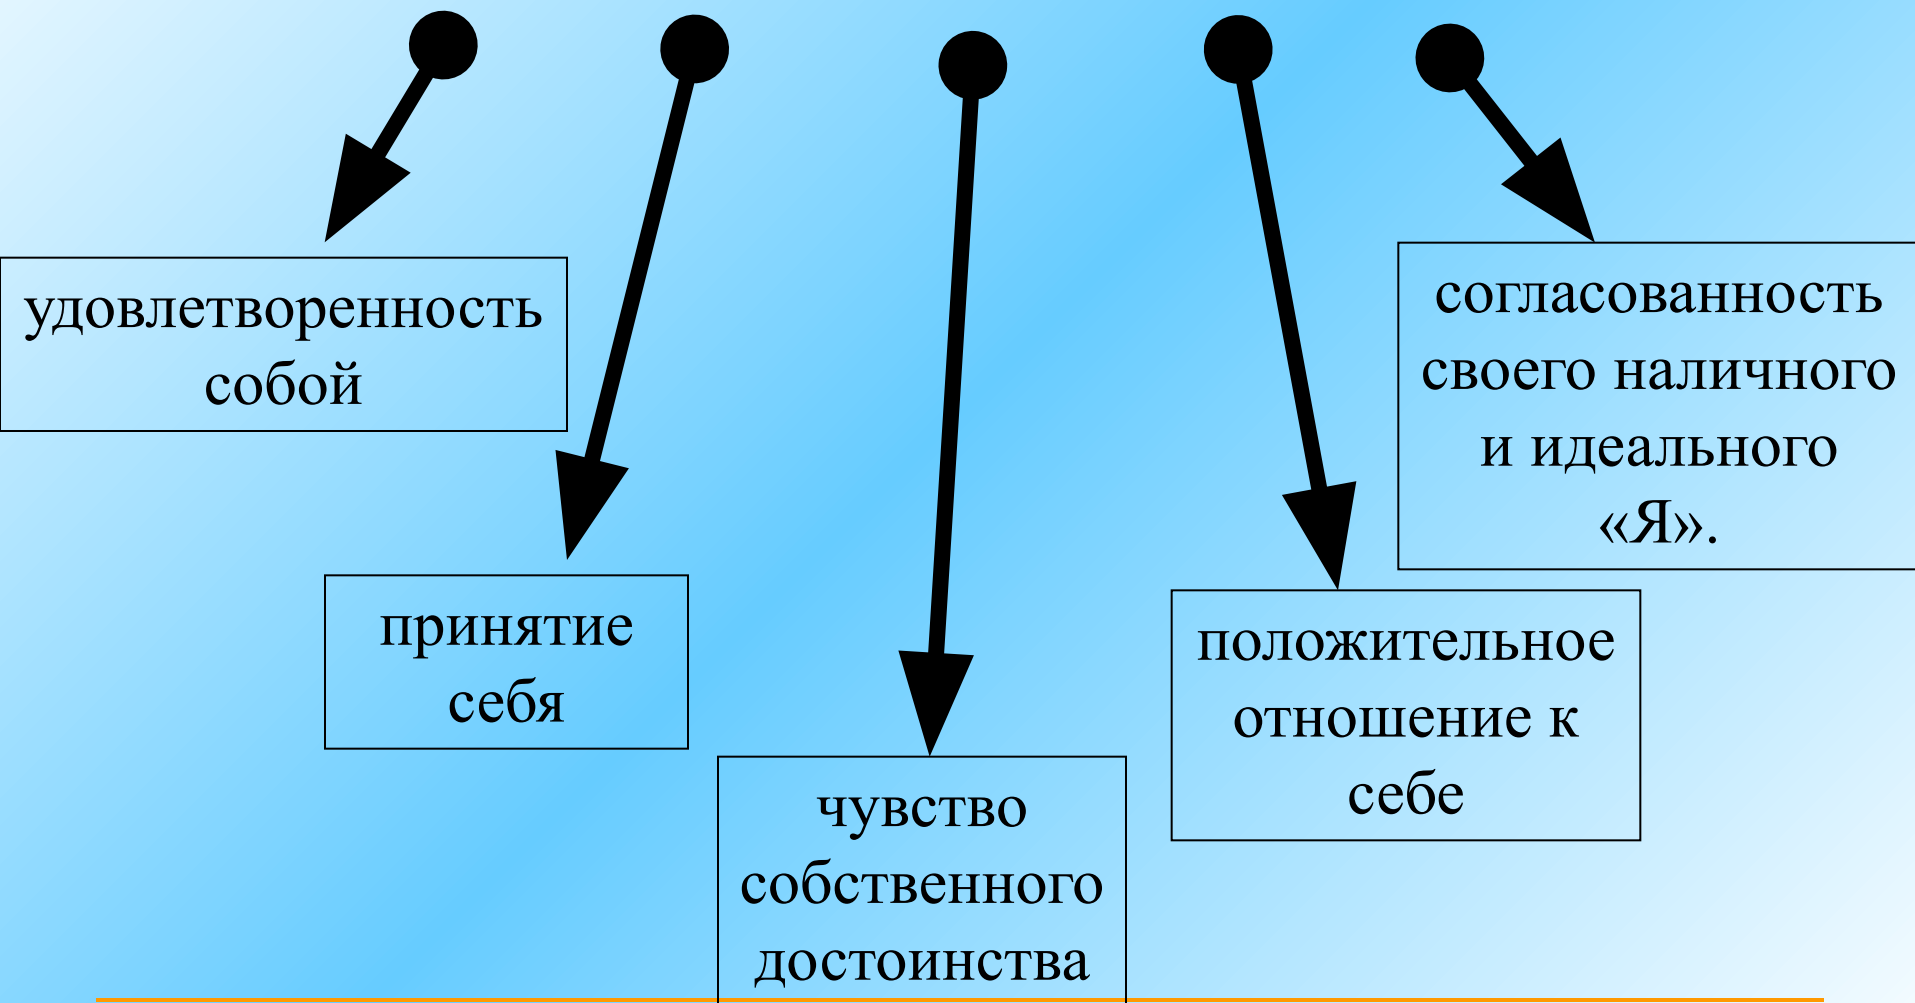 удовлетворенность
собой
принятие
себя
чувство
собственного
достоинства
положительное
отношение к
себе
согласованность
своего наличного
и идеального
«Я».